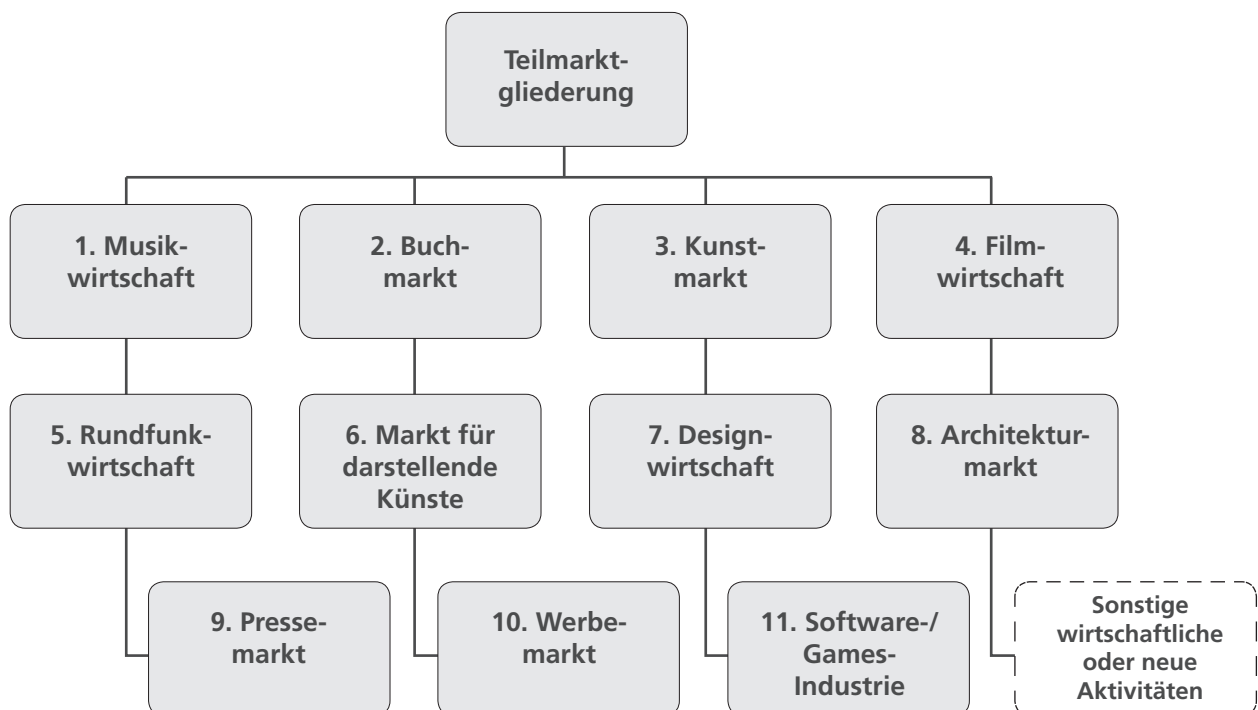 Teilmarkt-
gliederung
1. Musik-
wirtschaft
2. Buch-
markt
3. Kunst-
markt
4. Film-
wirtschaft
5. Rundfunk-
wirtschaft
6. Markt für
darstellende
Künste
7. Design-
wirtschaft
8. Architektur-
markt
9. Presse-
markt
10. Werbe-
markt
11. Software-/
Games-
Industrie
Sonstige
wirtschaftliche
oder neue
Aktivitäten